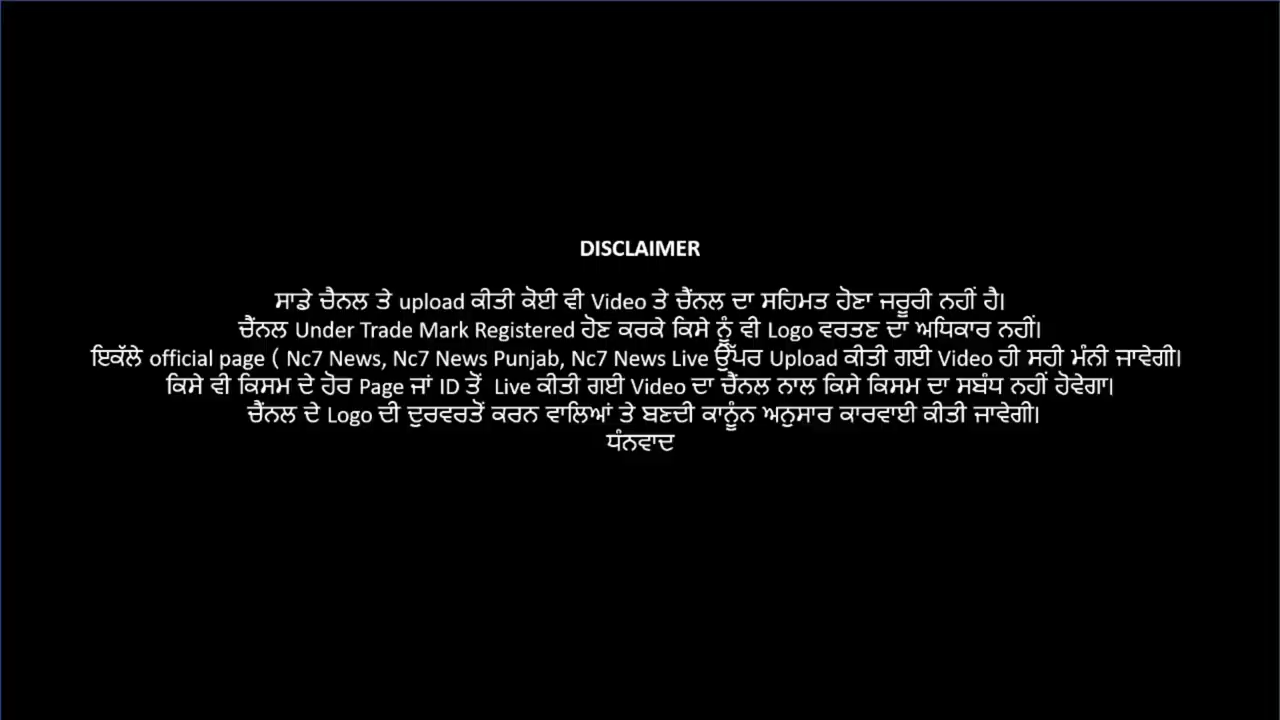 DISCLAIMER
ਸਾਡੇ ਚੈਨਲ ਤੇ upload ਕੀਤੀ ਕੋਈ ਵੀ Video ਤੇ ਚੈਂਨਲ ਦਾ ਸਹਿਮਤ ਹੋਣਾ ਜਰੂਰੀ ਨਹੀਂ ਹੈ।
ਚੈਂਨਲ Under Trade Mark Registered ਹੋਣ ਕਰਕੇ ਕਿਸੇ ਨੂੰ ਵੀ Logo ਵਰਤਣ ਦਾ ਅਧਿਕਾਰ ਨਹੀਂ।
ਇਕੱਲੇ official page ( Nc7 News, Nc7 News Punjab, Nc7 News Live ਉੱਪਰ Upload ਕੀਤੀ ਗਈ Video ਹੀ ਸਹੀ ਮੰਨੀ ਜਾਵੇਗੀ।
ਕਿਸੇ ਵੀ ਕਿਸਮ ਦੇ ਹੋਰ Page ਜਾਂ ID ਤੋਂ Live ਕੀਤੀ ਗਈ Video ਦਾ ਚੈਂਨਲ ਨਾਲ ਕਿਸੇ ਕਿਸਮ ਦਾ ਸਬੰਧ ਨਹੀਂ ਹੋਵੇਗਾ।
ਚੈਂਨਲ ਦੇ Logo ਦੀ ਦੁਰਵਰਤੋਂ ਕਰਨ ਵਾਲਿਆਂ ਤੇ ਬਣਦੀ ਕਾਨੂੰਨ ਅਨੁਸਾਰ ਕਾਰਵਾਈ ਕੀਤੀ ਜਾਵੇਗੀ।
ਧੰਨਵਾਦ